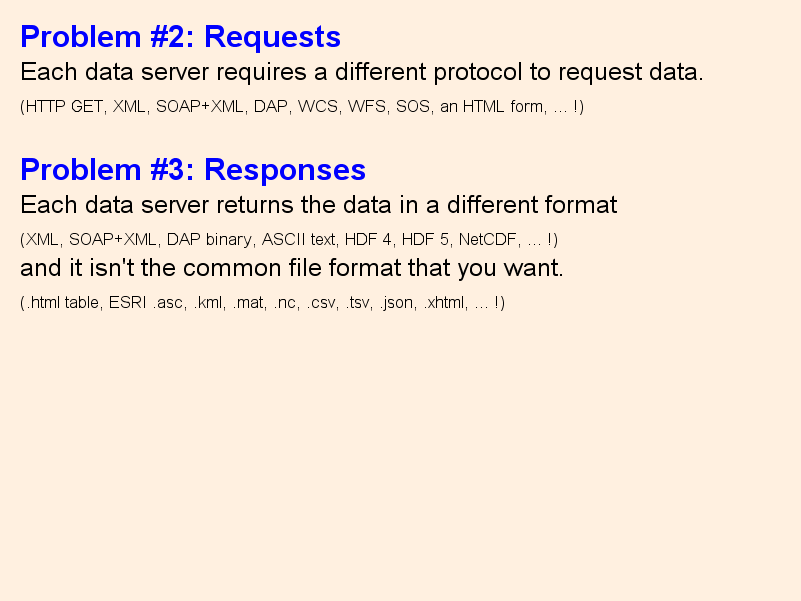 Problem #2: Requests
Each data server requires a different protocol to request data.
(HTTP GET, XML, SOAP+XML, DAP, WCS, WFS, SOS, an HTML form, ... !)
Problem #3: Responses
Each data server returns the data in a different format
(XML, SOAP+XML, DAP binary, ASCII text, HDF 4, HDF 5, NetCDF, ... !)
and it isn't the common file format that you want.
(.html table, ESRI .asc, .kml, .mat, .nc, .csv, .tsv, .json, .xhtml, ... !)